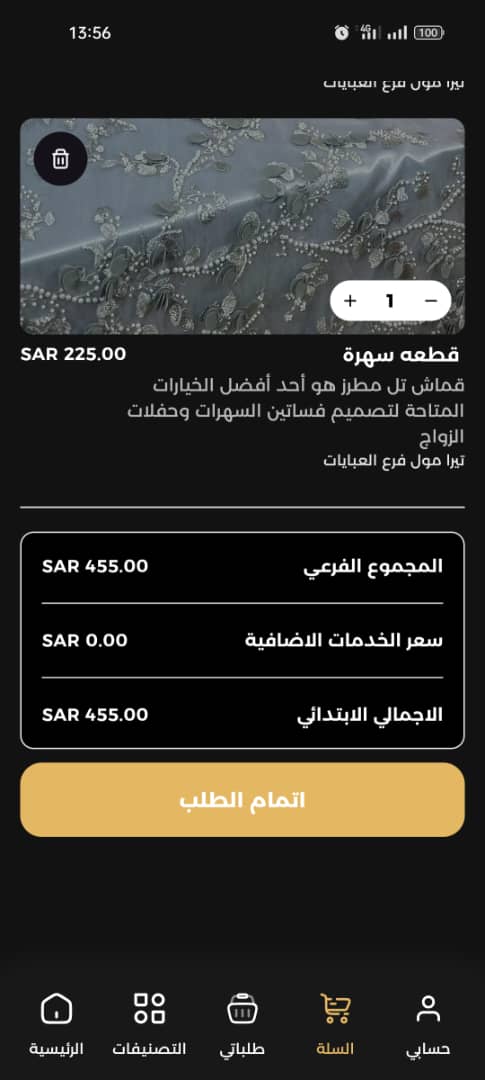 13:56
4G
100
تيرا مول فرع العبايات
+ 1 −
قطعه سهرة
SAR 225.00
قماش تل مطرز هو أحد أفضل الخيارات
المتاحة لتصميم فساتين السهرات وحفلات
الزواج
تيرا مول فرع العبايات
المجموع الفرعي
SAR 455.00
سعر الخدمات الاضافية
SAR 0.00
الاجمالي الابتدائي
SAR 455.00
اتمام الطلب
حسابي
السلة
طلباتي
التصنيفات
الرئيسية